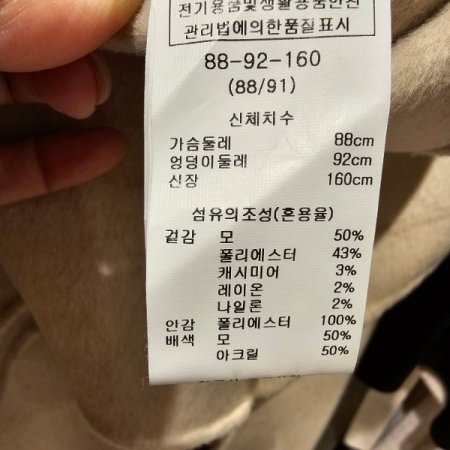 전기용품및생활용품안전
관리법에의한품질표시
88-92-160
(88/91)
신체치수
가슴둘레 88cm
엉덩이둘레 92cm
신장 160cm
섬유의조성(혼용율)
겉감 모 50%
폴리에스터 43%
캐시미어 3%
레이온 2%
나일론 2%
안감 폴리에스터 100%
배색 모 50%
아크릴 50%